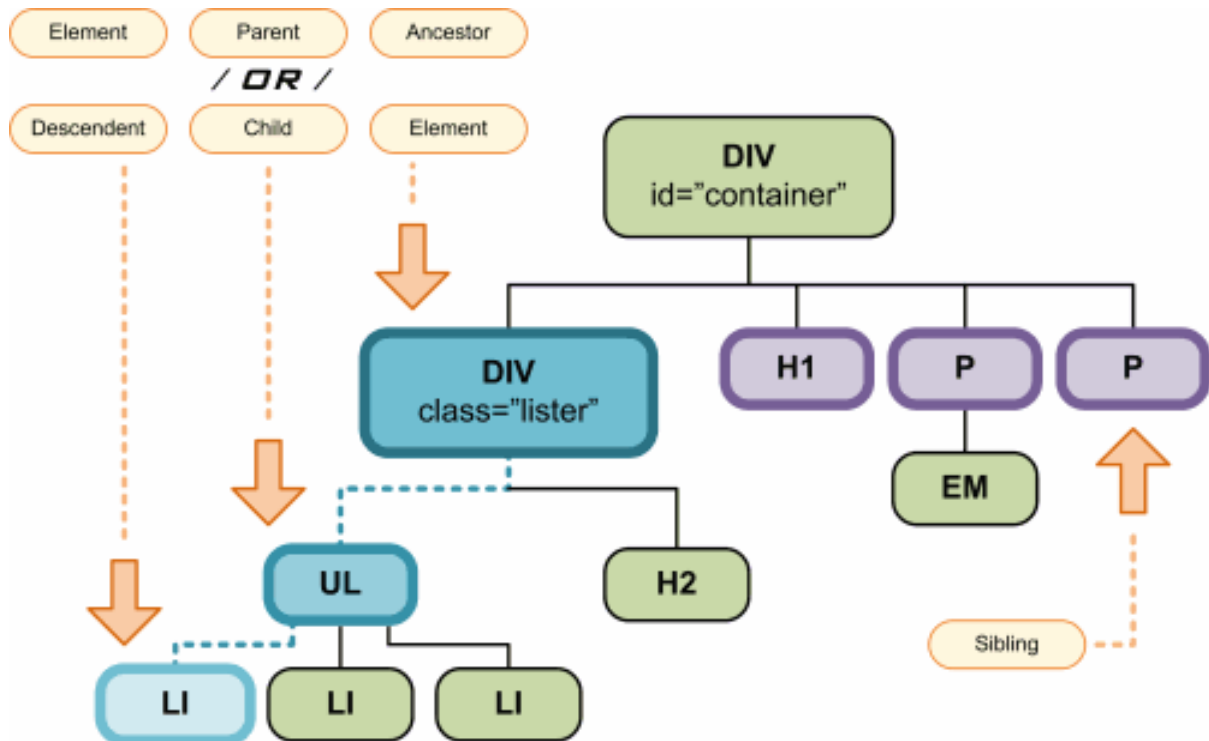 Element
Parent
Ancestor
/ OR /
Descendent
Child
Element
DIV
id=”container”
DIV
class=”lister”
H1
P
P
EM
UL
H2
Sibling
LI
LI
LI